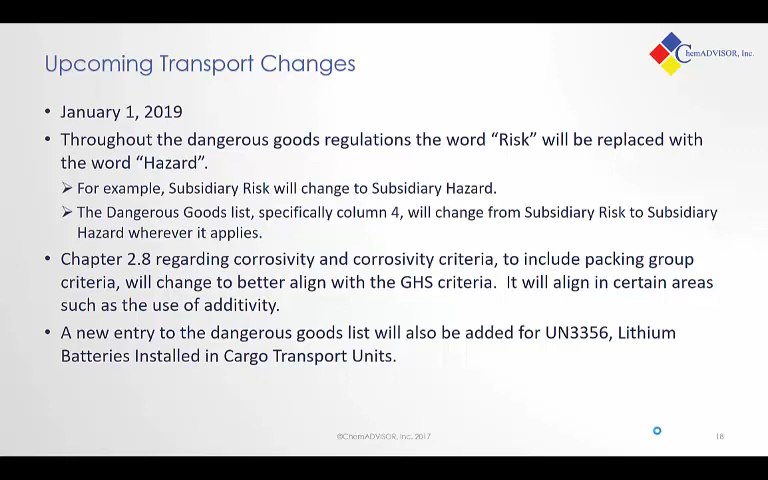 Upcoming Transport Changes
ChemADVISOR, Inc.
• January 1, 2019
• Throughout the dangerous goods regulations the word “Risk” will be replaced with
the word “Hazard”.
➢ For example, Subsidiary Risk will change to Subsidiary Hazard.
➢ The Dangerous Goods list, specifically column 4, will change from Subsidiary Risk to Subsidiary
Hazard wherever it applies.
• Chapter 2.8 regarding corrosivity and corrosivity criteria, to include packing group
criteria, will change to better align with the GHS criteria.  It will align in certain areas
such as the use of additivity.
• A new entry to the dangerous goods list will also be added for UN3356, Lithium
Batteries Installed in Cargo Transport Units.
©ChemADVISOR, Inc. 2017
18